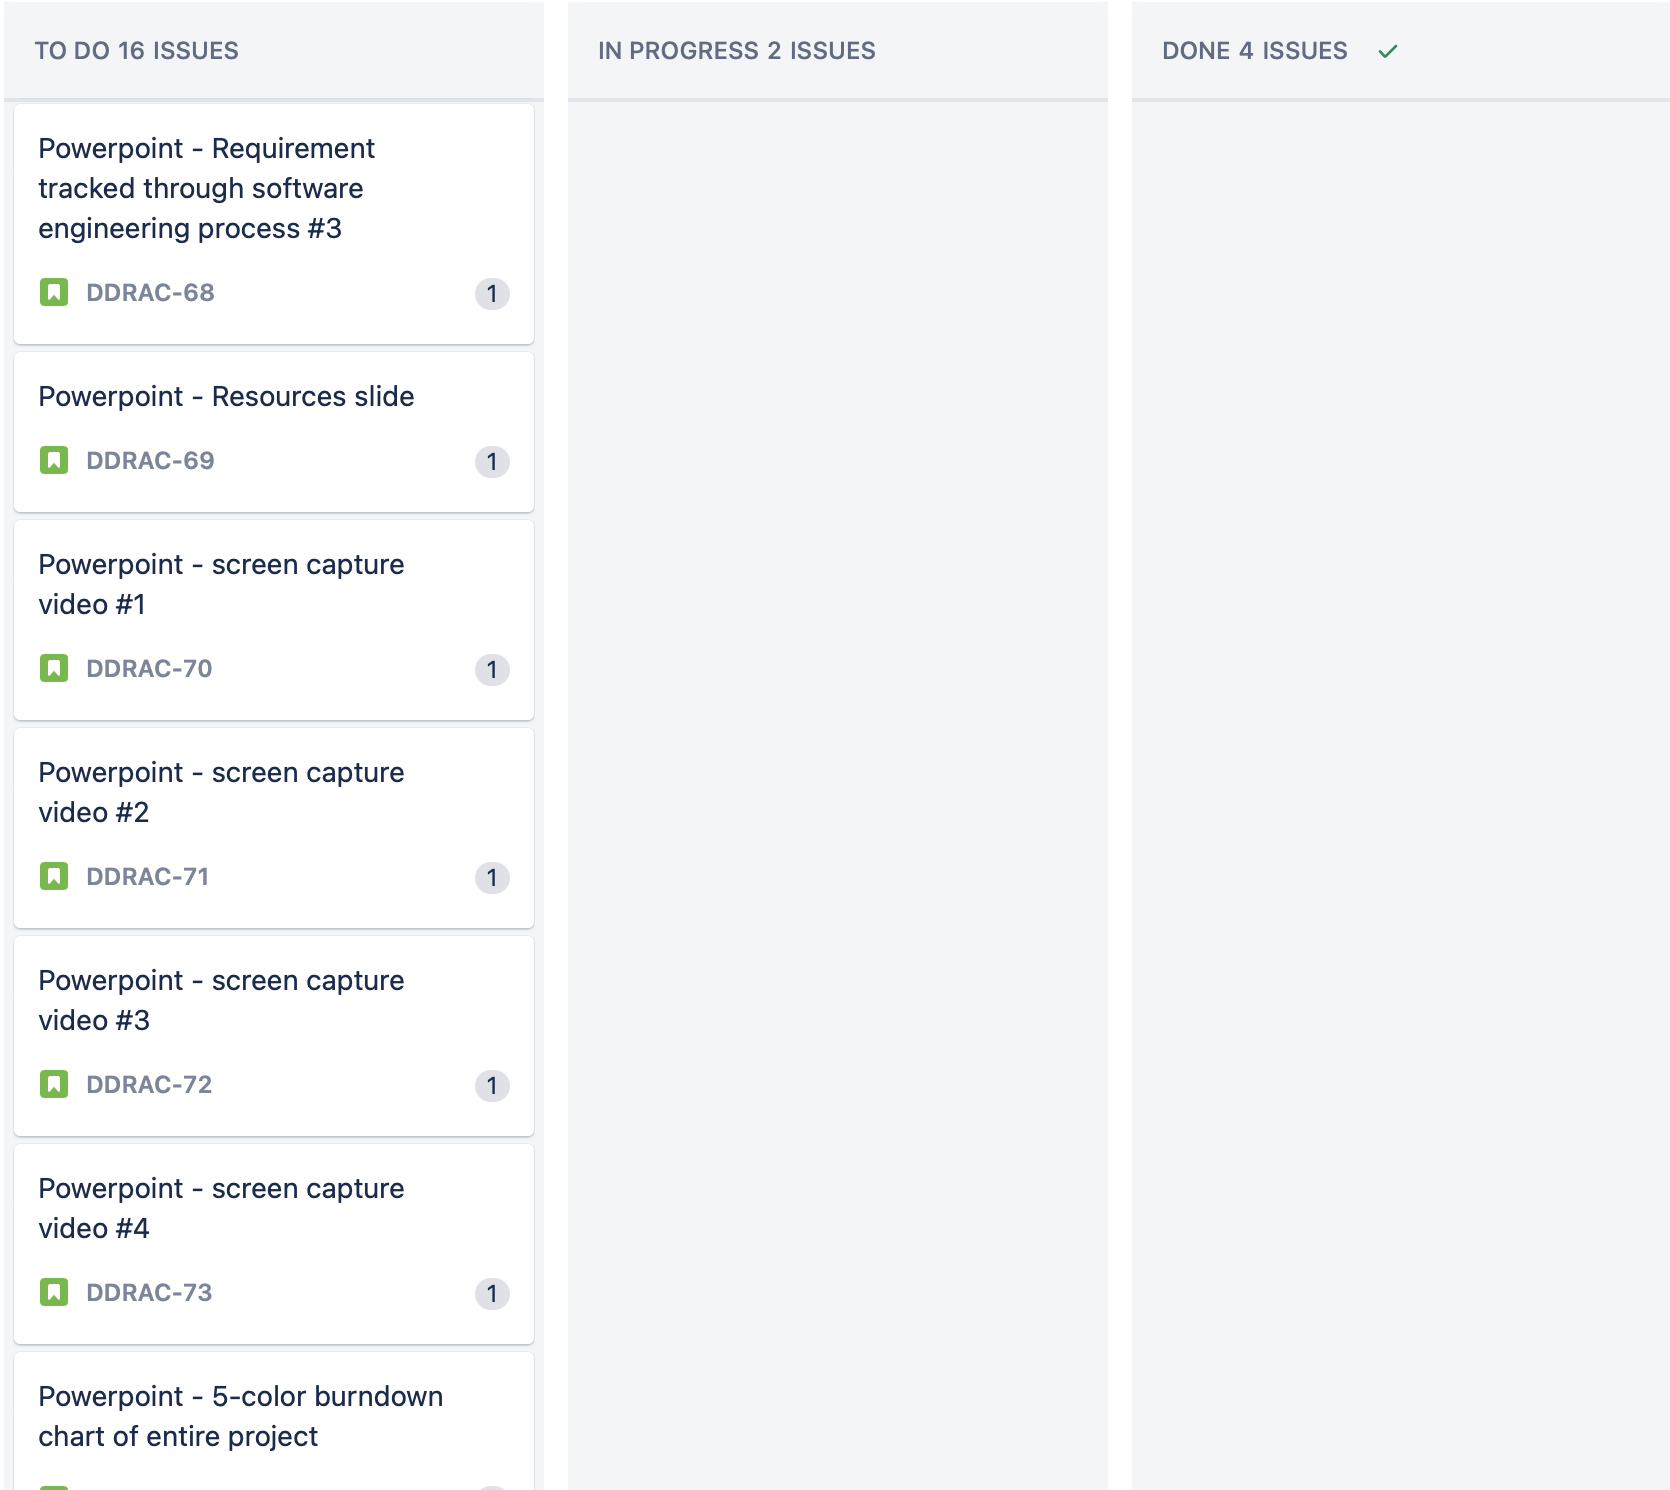 TO DO 16 ISSUES
IN PROGRESS 2 ISSUES
DONE 4 ISSUES
Powerpoint - Requirement
tracked through software
engineering process #3
DDRAC-68
1
Powerpoint - Resources slide
DDRAC-69
1
Powerpoint - screen capture
video #1
DDRAC-70
1
Powerpoint - screen capture
video #2
DDRAC-71
1
Powerpoint - screen capture
video #3
DDRAC-72
1
Powerpoint - screen capture
video #4
DDRAC-73
1
Powerpoint - 5-color burndown
chart of entire project